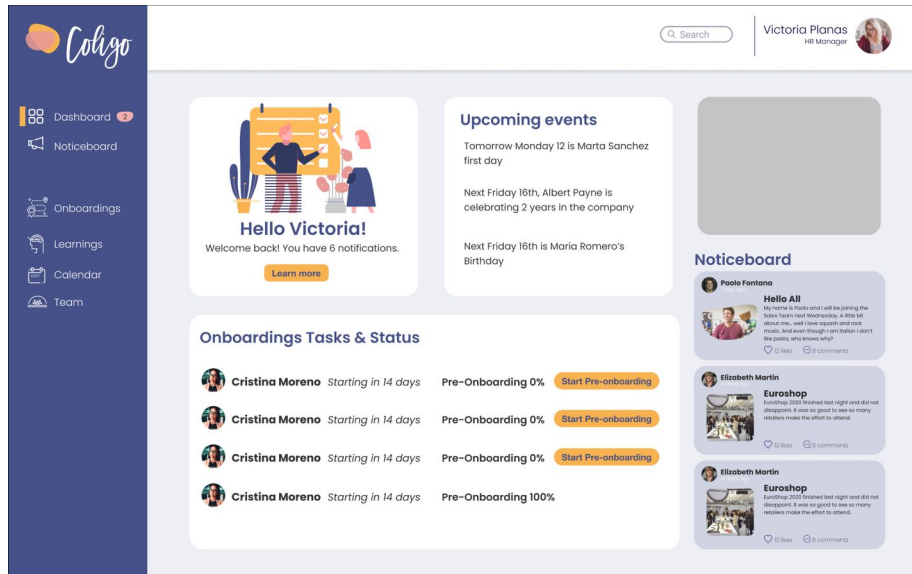 Coligo
Search
Victoria Planas
HR Manager
Dashboard 2
Noticeboard
Onboardings
Learnings
Calendar
Team
Hello Victoria!
Welcome back! You have 6 notifications.
Learn more
Upcoming events
Tomorrow Monday 12 is Marta Sanchez
first day
Next Friday 16th, Albert Payne is
celebrating 2 years in the company
Next Friday 16th is Maria Romero's
Birthday
Onboardings Tasks & Status
Cristina Moreno Starting in 14 days Pre-Onboarding 0% Start Pre-onboarding
Cristina Moreno Starting in 14 days Pre-Onboarding 0% Start Pre-onboarding
Cristina Moreno Starting in 14 days Pre-Onboarding 0% Start Pre-onboarding
Cristina Moreno Starting in 14 days Pre-Onboarding 100%
Noticeboard
Paolo Fontana
Hello All
My name is Paolo and I will be joining the
Sales Team next Wednesday. A little bit
about me... well I love squash and rock
music. And even though I am Italian I don't
like pasta, who knows why?
12 likes 8 comments
Elizabeth Martin
Euroshop
EuroShop 2020 finished last night and did not
disappoint. It was so good to see so many
retailers make the effort to attend.
12 likes 8 comments
Elizabeth Martin
Euroshop
EuroShop 2020 finished last night and did not
disappoint. It was so good to see so many
retailers make the effort to attend.
12 likes 8 comments